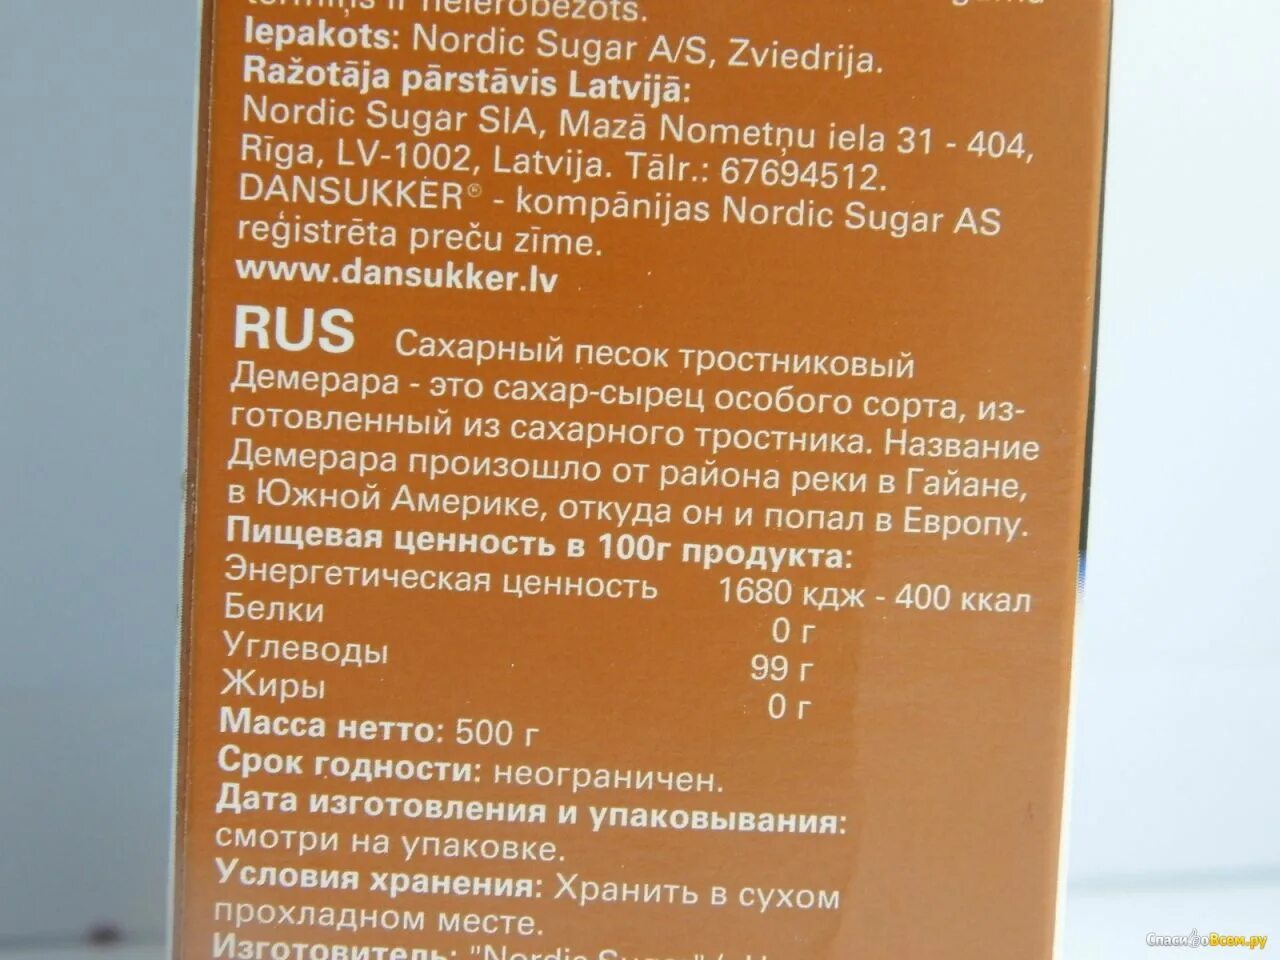 termiņš ir neierobežots.
Iepakots: Nordic Sugar A/S, Zviedrija.
Ražotāja pārstāvis Latvijā:
Nordic Sugar SIA, Mazā Nometņu iela 31 - 404,
Rīga, LV-1002, Latvija. Tālr.: 67694512.
DANSUKKER® - kompānijas Nordic Sugar AS
reģistrēta preču zīme.
www.dansukker.lv
RUS Сахарный песок тростниковый
Демерара - это сахар-сырец особого сорта, из-
готовленный из сахарного тростника. Название
Демерара произошло от района реки в Гайане,
в Южной Америке, откуда он и попал в Европу.
Пищевая ценность в 100г продукта:
Энергетическая ценность 1680 кдж - 400 ккал
Белки 0 г
Углеводы 99 г
Жиры 0 г
Масса нетто: 500 г
Срок годности: неограничен.
Дата изготовления и упаковывания:
смотри на упаковке.
Условия хранения: Хранить в сухом
прохладном месте.
Изготовитель: "Nordic Sugar"
СпасибоВсем.ру